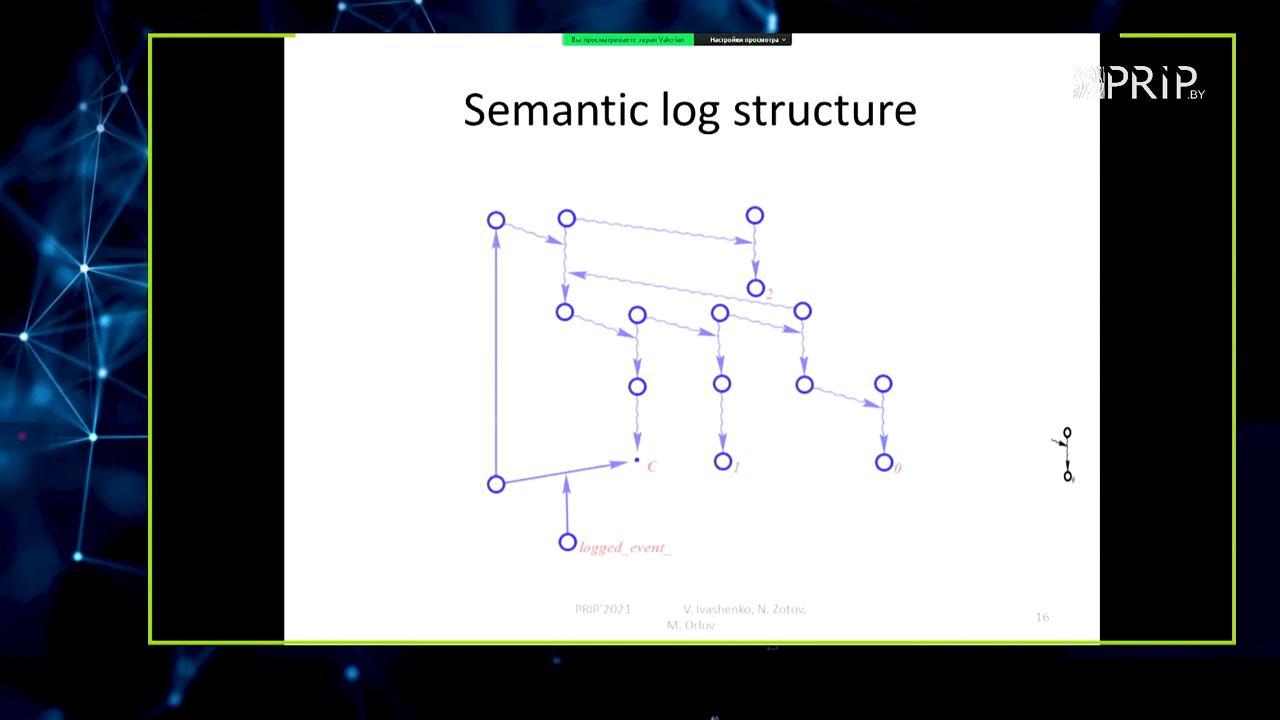 Вы просматриваете экран Valerian
Настройки просмотра
PRIP
.BY
Semantic log structure
2
C
1
0
logged_event_
PRIP'2021 V. Ivashenko, N. Zotov,
M. Orlov
16